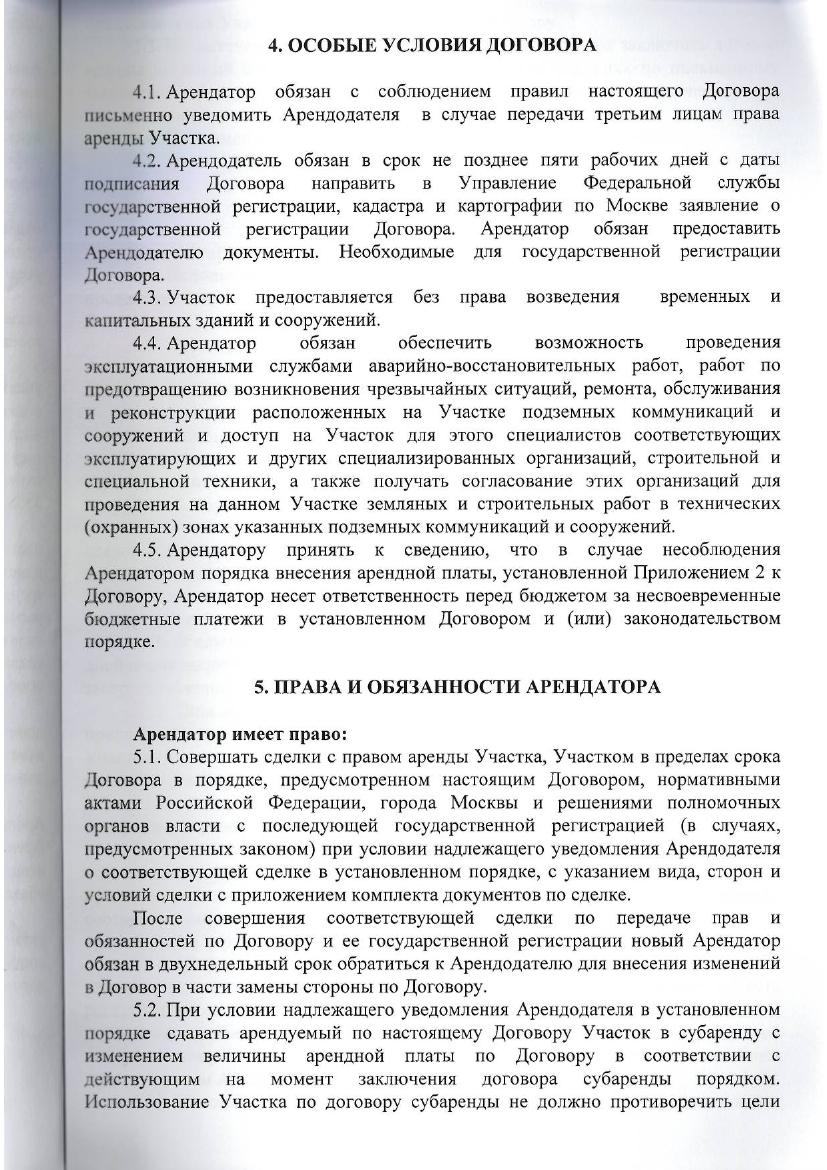 4. ОСОБЫЕ УСЛОВИЯ ДОГОВОРА
4.1. Арендатор обязан с соблюдением правил настоящего Договора
письменно уведомить Арендодателя в случае передачи третьим лицам права
аренды Участка.
4.2. Арендодатель обязан в срок не позднее пяти рабочих дней с даты
подписания Договора направить в Управление Федеральной службы
государственной регистрации, кадастра и картографии по Москве заявление о
государственной регистрации Договора. Арендатор обязан предоставить
Арендодателю документы. Необходимые для государственной регистрации
Договора.
4.3. Участок предоставляется без права возведения временных и
капитальных зданий и сооружений.
4.4. Арендатор обязан обеспечить возможность проведения
эксплуатационными службами аварийно-восстановительных работ, работ по
предотвращению возникновения чрезвычайных ситуаций, ремонта, обслуживания
и реконструкции расположенных на Участке подземных коммуникаций и
сооружений и доступ на Участок для этого специалистов соответствующих
эксплуатирующих и других специализированных организаций, строительной и
специальной техники, а также получать согласование этих организаций для
проведения на данном Участке земляных и строительных работ в технических
(охранных) зонах указанных подземных коммуникаций и сооружений.
4.5. Арендатору принять к сведению, что в случае несоблюдения
Арендатором порядка внесения арендной платы, установленной Приложением 2 к
Договору, Арендатор несет ответственность перед бюджетом за несвоевременные
бюджетные платежи в установленном Договором и (или) законодательством
порядке.
5. ПРАВА И ОБЯЗАННОСТИ АРЕНДАТОРА
Арендатор имеет право:
5.1. Совершать сделки с правом аренды Участка, Участком в пределах срока
Договора в порядке, предусмотренном настоящим Договором, нормативными
актами Российской Федерации, города Москвы и решениями полномочных
органов власти с последующей государственной регистрацией (в случаях,
предусмотренных законом) при условии надлежащего уведомления Арендодателя
о соответствующей сделке в установленном порядке, с указанием вида, сторон и
условий сделки с приложением комплекта документов по сделке.
После совершения соответствующей сделки по передаче прав и
обязанностей по Договору и ее государственной регистрации новый Арендатор
обязан в двухнедельный срок обратиться к Арендодателю для внесения изменений
в Договор в части замены стороны по Договору.
5.2. При условии надлежащего уведомления Арендодателя в установленном
порядке сдавать арендуемый по настоящему Договору Участок в субаренду с
изменением величины арендной платы по Договору в соответствии с
действующим на момент заключения договора субаренды порядком.
Использование Участка по договору субаренды не должно противоречить цели